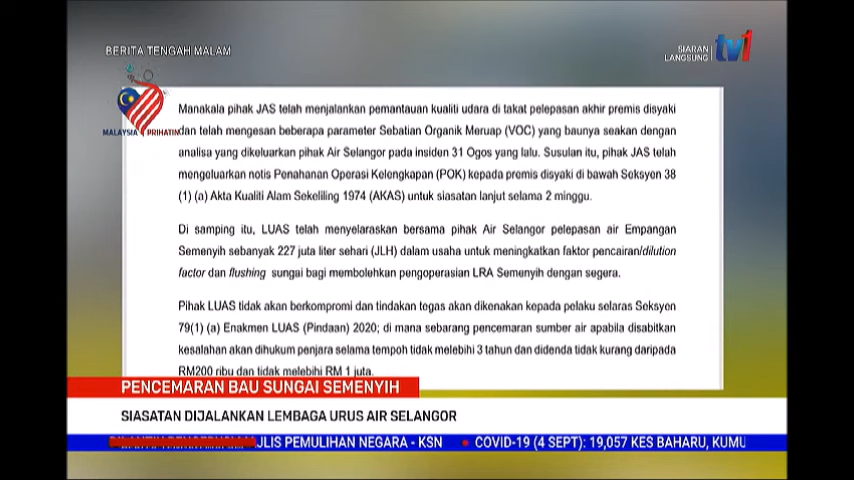 BERITA TENGAH MALAM
SIARAN
LANGSUNG
tv1
MALAYSIA PRIHATIN
Manakala pihak JAS telah menjalankan pemantauan kualiti udara di takat pelepasan akhir premis disyaki
dan telah mengesan beberapa parameter Sebatian Organik Meruap (VOC) yang baunya seakan dengan
analisa yang dikeluarkan pihak Air Selangor pada insiden 31 Ogos yang lalu. Susulan itu, pihak JAS telah
mengeluarkan notis Penahanan Operasi Kelengkapan (POK) kepada premis disyaki di bawah Seksyen 38
(1) (a) Akta Kualiti Alam Sekeliling 1974 (AKAS) untuk siasatan lanjut selama 2 minggu.
Di samping itu, LUAS telah menyelaraskan bersama pihak Air Selangor pelepasan air Empangan
Semenyih sebanyak 227 juta liter sehari (JLH) dalam usaha untuk meningkatkan faktor pencairan/dilution
factor dan flushing sungai bagi membolehkan pengoperasian LRA Semenyih dengan segera.
Pihak LUAS tidak akan berkompromi dan tindakan tegas akan dikenakan kepada pelaku selaras Seksyen
79(1) (a) Enakmen LUAS (Pindaan) 2020; di mana sebarang pencemaran sumber air apabila disabitkan
kesalahan akan dihukum penjara selama tempoh tidak melebihi 3 tahun dan didenda tidak kurang daripada
RM200 ribu dan tidak melebihi RM 1 juta.
PENCEMARAN BAU SUNGAI SEMENYIH
SIASATAN DIJALANKAN LEMBAGA URUS AIR SELANGOR
JLIS PEMULIHAN NEGARA - KSN • COVID-19 (4 SEPT): 19,057 KES BAHARU, KUMU